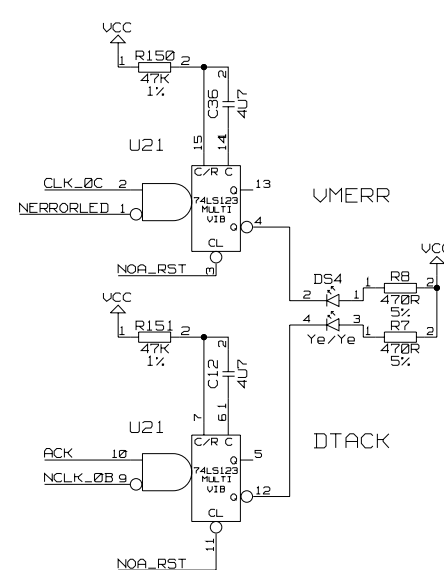 VCC
1 R150 2
47K
1%
2
C36
4U7
15
14 1
U21
C/R C
CLK_0C 2
NERRORLED 1
74LS123
MULTI
VIB
Q 13
Q 4
CL
3
NOA_RST
VMERR
VCC
DS4
2 1
1 R8 2
470R
5%
4 3
Ye/Ye
1 R7 2
470R
5%
VCC
1 R151 2
47K
1%
2
C12
4U7
7
6 1
U21
C/R C
ACK 10
NCLK_0B 9
74LS123
MULTI
VIB
Q 5
Q 12
CL
11
NOA_RST
DTACK